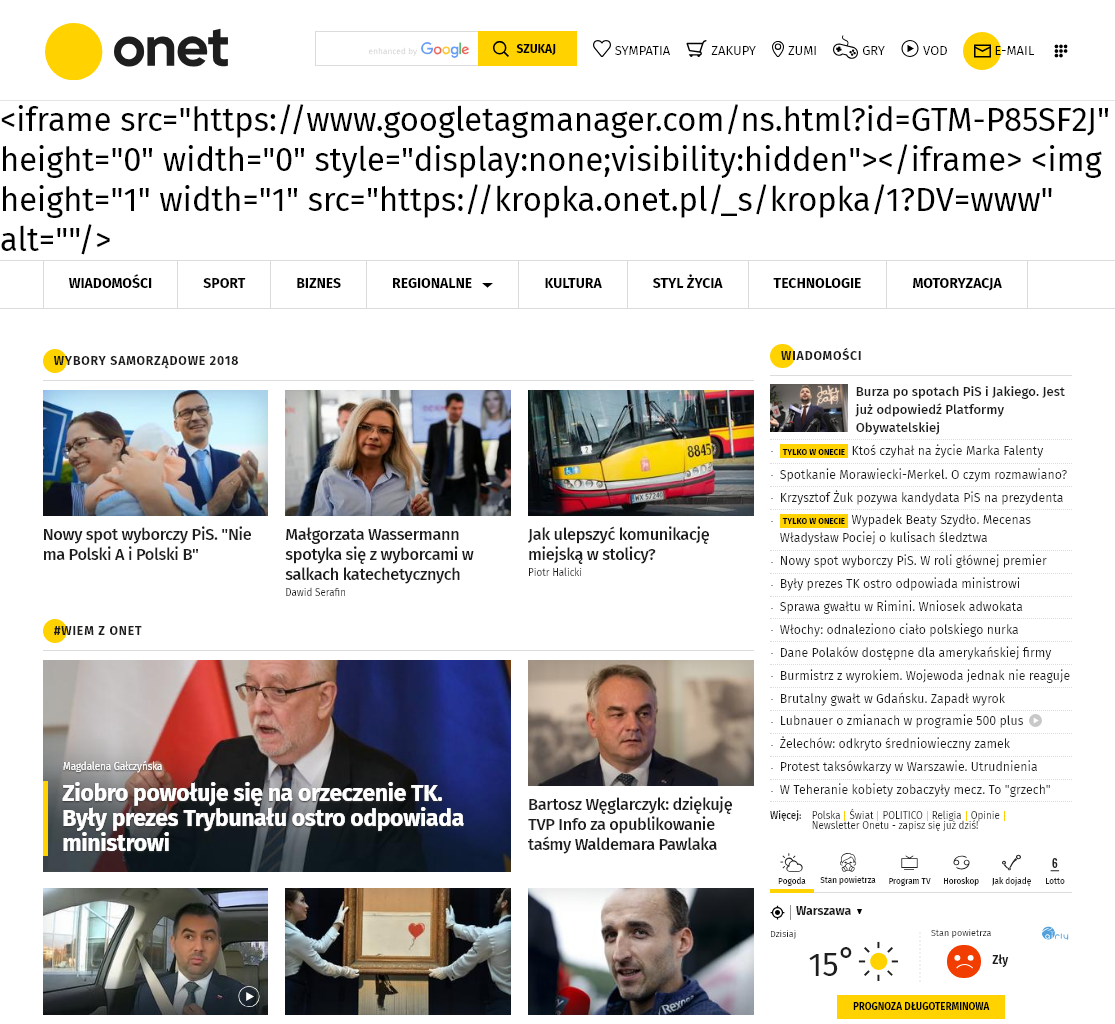 onet
enhanced by Google
SZUKAJ
SYMPATIA
ZAKUPY
ZUMI
GRY
VOD
E-MAIL
<iframe src="https://www.googletagmanager.com/ns.html?id=GTM-P85SF2J"
height="0" width="0" style="display:none;visibility:hidden"></iframe> <img
height="1" width="1" src="https://kropka.onet.pl/_s/kropka/1?DV=www"
alt=""/>
WIADOMOŚCI
SPORT
BIZNES
REGIONALNE
KULTURA
STYL ŻYCIA
TECHNOLOGIE
MOTORYZACJA
WYBORY SAMORZĄDOWE 2018
8845
WX 57240
Nowy spot wyborczy PiS. "Nie
ma Polski A i Polski B"
Małgorzata Wassermann
spotyka się z wyborcami w
salkach katechetycznych
Dawid Serafin
Jak ulepszyć komunikację
miejską w stolicy?
Piotr Halicki
#WIEM Z ONET
Magdalena Gałczyńska
Ziobro powołuje się na orzeczenie TK.
Były prezes Trybunału ostro odpowiada
ministrowi
Bartosz Węglarczyk: dziękuję
TVP Info za opublikowanie
taśmy Waldemara Pawlaka
WIADOMOŚCI
Burza po spotach PiS i Jakiego. Jest
już odpowiedź Platformy
Obywatelskiej
· TYLKO W ONECIE Ktoś czyhał na życie Marka Falenty
· Spotkanie Morawiecki-Merkel. O czym rozmawiano?
· Krzysztof Żuk pozywa kandydata PiS na prezydenta
· TYLKO W ONECIE Wypadek Beaty Szydło. Mecenas
Władysław Pociej o kulisach śledztwa
· Nowy spot wyborczy PiS. W roli głównej premier
· Były prezes TK ostro odpowiada ministrowi
· Sprawa gwałtu w Rimini. Wniosek adwokata
· Włochy: odnaleziono ciało polskiego nurka
· Dane Polaków dostępne dla amerykańskiej firmy
· Burmistrz z wyrokiem. Wojewoda jednak nie reaguje
· Brutalny gwałt w Gdańsku. Zapadł wyrok
· Lubnauer o zmianach w programie 500 plus
· Żelechów: odkryto średniowieczny zamek
· Protest taksówkarzy w Warszawie. Utrudnienia
· W Teheranie kobiety zobaczyły mecz. To "grzech"
Więcej: Polska | Świat | POLITICO | Religia | Opinie |
Newsletter Onetu - zapisz się już dziś!
Pogoda
Stan powietrza
Program TV
Horoskop
Jak dojadę
6
Lotto
Warszawa
Dzisiaj
Stan powietrza
airly
15°
Zły
PROGNOZA DŁUGOTERMINOWA